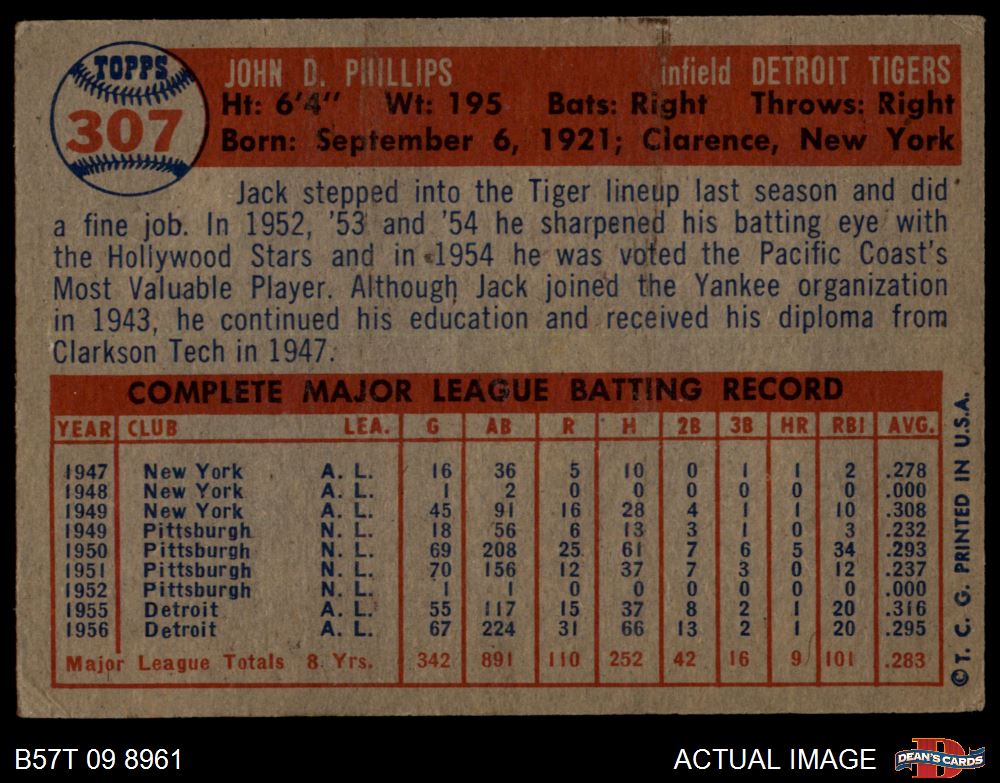 TOPPS
307
JOHN D. PHILLIPS infield DETROIT TIGERS
Ht: 6'4" Wt: 195 Bats: Right Throws: Right
Born: September 6, 1921; Clarence, New York
Jack stepped into the Tiger lineup last season and did
a fine job. In 1952, '53 and '54 he sharpened his batting eye with
the Hollywood Stars and in 1954 he was voted the Pacific Coast's
Most Valuable Player. Although Jack joined the Yankee organization
in 1943, he continued his education and received his diploma from
Clarkson Tech in 1947.
COMPLETE MAJOR LEAGUE BATTING RECORD
YEAR CLUB LEA. G AB R H 2B 3B HR RBI AVG.
1947 New York A. L. 16 36 5 10 0 1 1 2 .278
1948 New York A. L. 1 2 0 0 0 0 0 0 .000
1949 New York A. L. 45 91 16 28 4 1 1 10 .308
1949 Pittsburgh N. L. 18 56 6 13 3 1 0 3 .232
1950 Pittsburgh N. L. 69 208 25 61 7 6 5 34 .293
1951 Pittsburgh N. L. 70 156 12 37 7 3 0 12 .237
1952 Pittsburgh N. L. 1 1 0 0 0 0 0 0 .000
1955 Detroit A. L. 55 117 15 37 8 2 1 20 .316
1956 Detroit A. L. 67 224 31 66 13 2 1 20 .295
Major League Totals 8 Yrs. 342 891 110 252 42 16 9 101 .283
©T. C. G. PRINTED IN U.S.A.
B57T 09 8961 ACTUAL IMAGE
D
DEAN'S CARDS